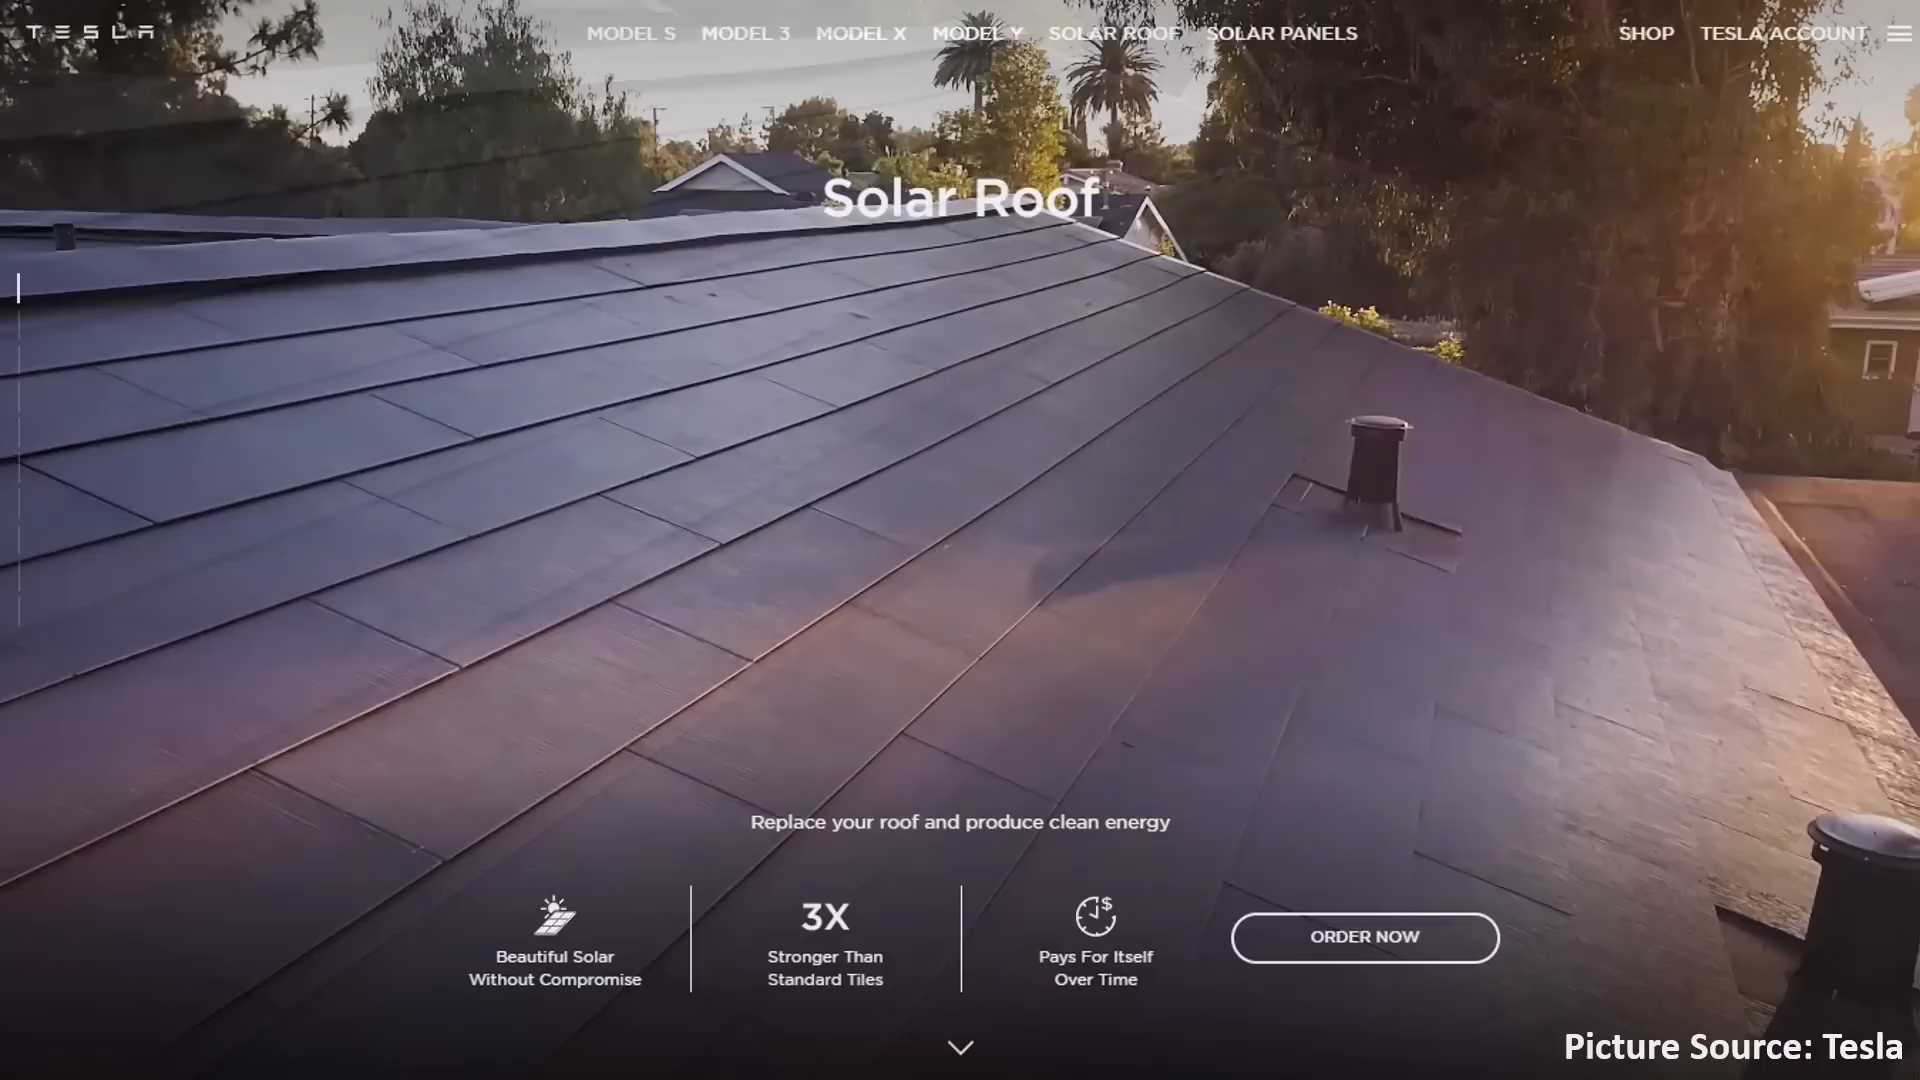 TESLA
MODEL S MODEL 3 MODEL X MODEL Y SOLAR ROOF SOLAR PANELS
SHOP TESLA ACCOUNT
Solar Roof
Replace your roof and produce clean energy
Beautiful Solar
Without Compromise
3X
Stronger Than
Standard Tiles
$
Pays For Itself
Over Time
ORDER NOW
Picture Source: Tesla